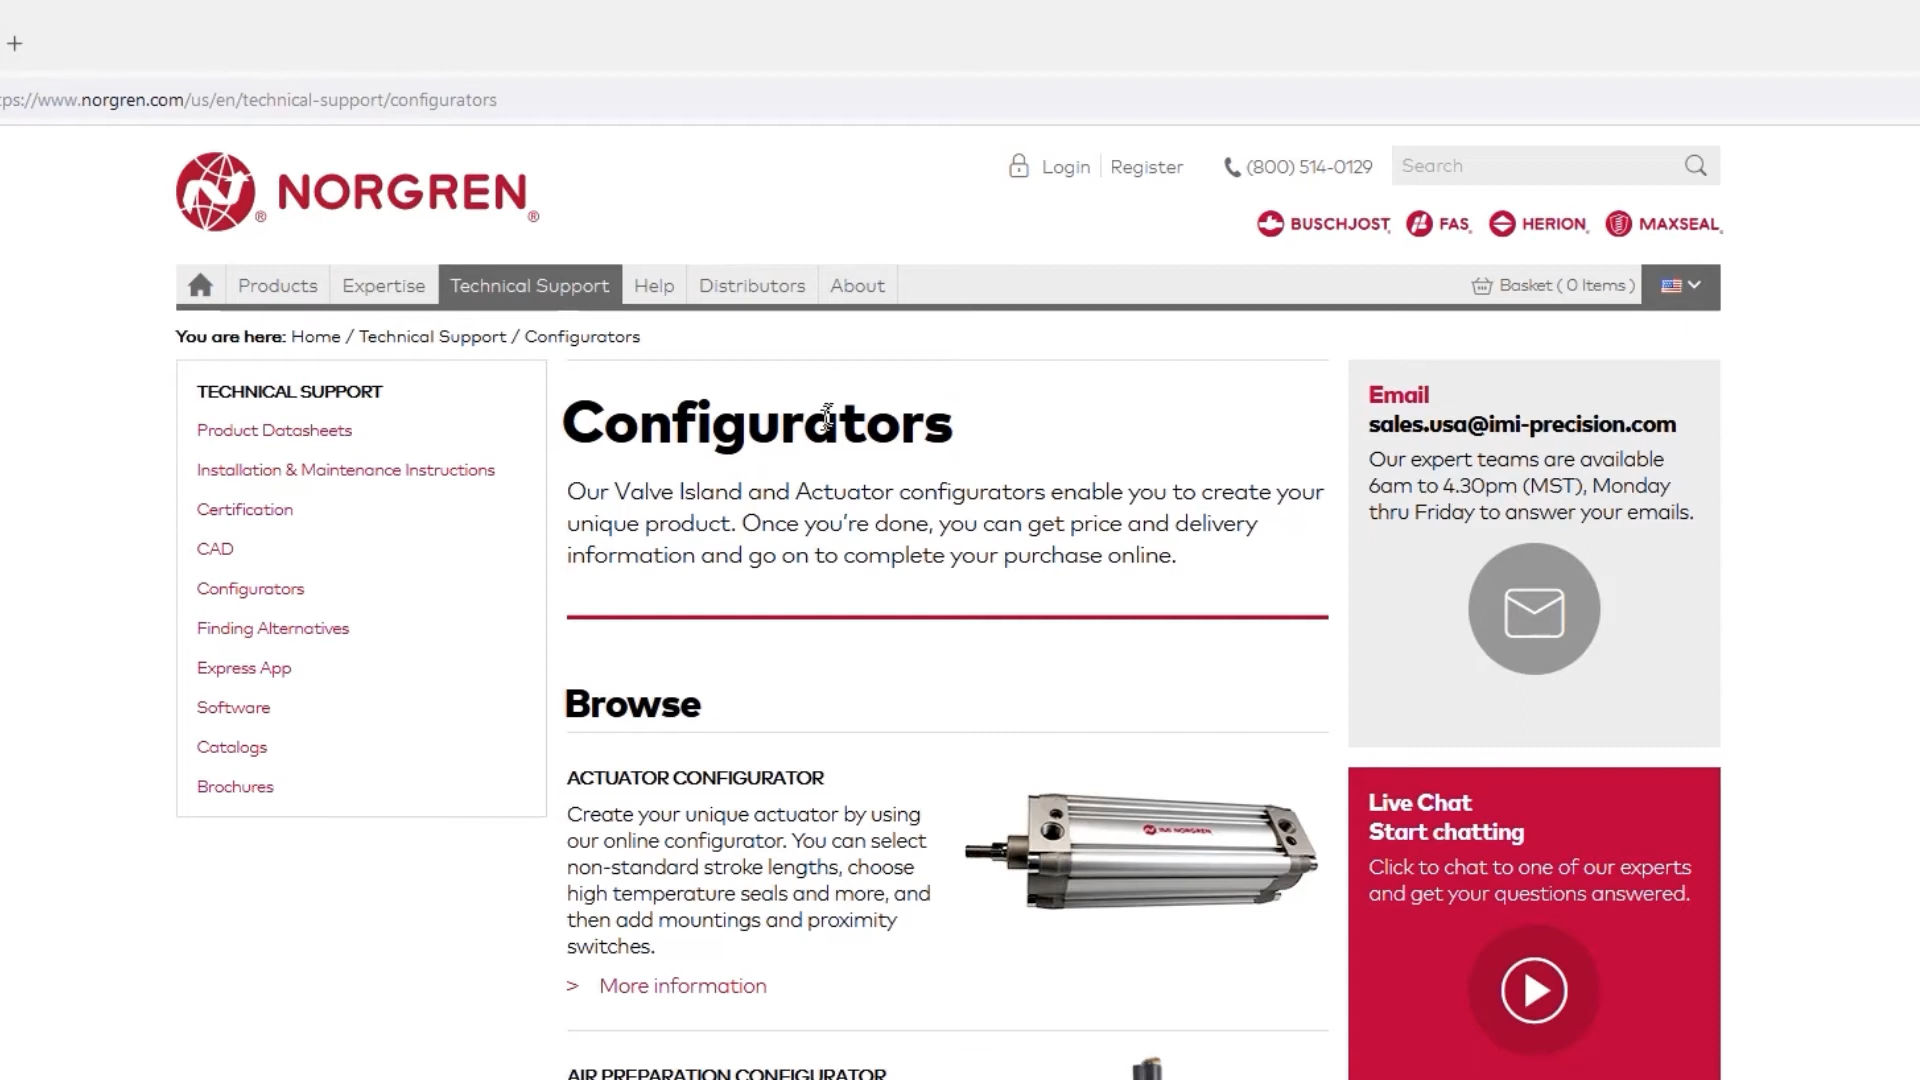 tps://www.norgren.com/us/en/technical-support/configurators
NORGREN
Login
Register
(800) 514-0129
Search
BUSCHJOST
FAS
HERION
MAXSEAL
Products
Expertise
Technical Support
Help
Distributors
About
Basket ( 0 Items )
You are here: Home / Technical Support / Configurators
TECHNICAL SUPPORT
Product Datasheets
Installation & Maintenance Instructions
Certification
CAD
Configurators
Finding Alternatives
Express App
Software
Catalogs
Brochures
Configurators
Our Valve Island and Actuator configurators enable you to create your
unique product. Once you’re done, you can get price and delivery
information and go on to complete your purchase online.
Browse
ACTUATOR CONFIGURATOR
Create your unique actuator by using
our online configurator. You can select
non-standard stroke lengths, choose
high temperature seals and more, and
then add mountings and proximity
switches.
> More information
IMI NORGREN
AIR PREPARATION CONFIGURATOR
Email
sales.usa@imi-precision.com
Our expert teams are available
6am to 4.30pm (MST), Monday
thru Friday to answer your emails.
Live Chat
Start chatting
Click to chat to one of our experts
and get your questions answered.